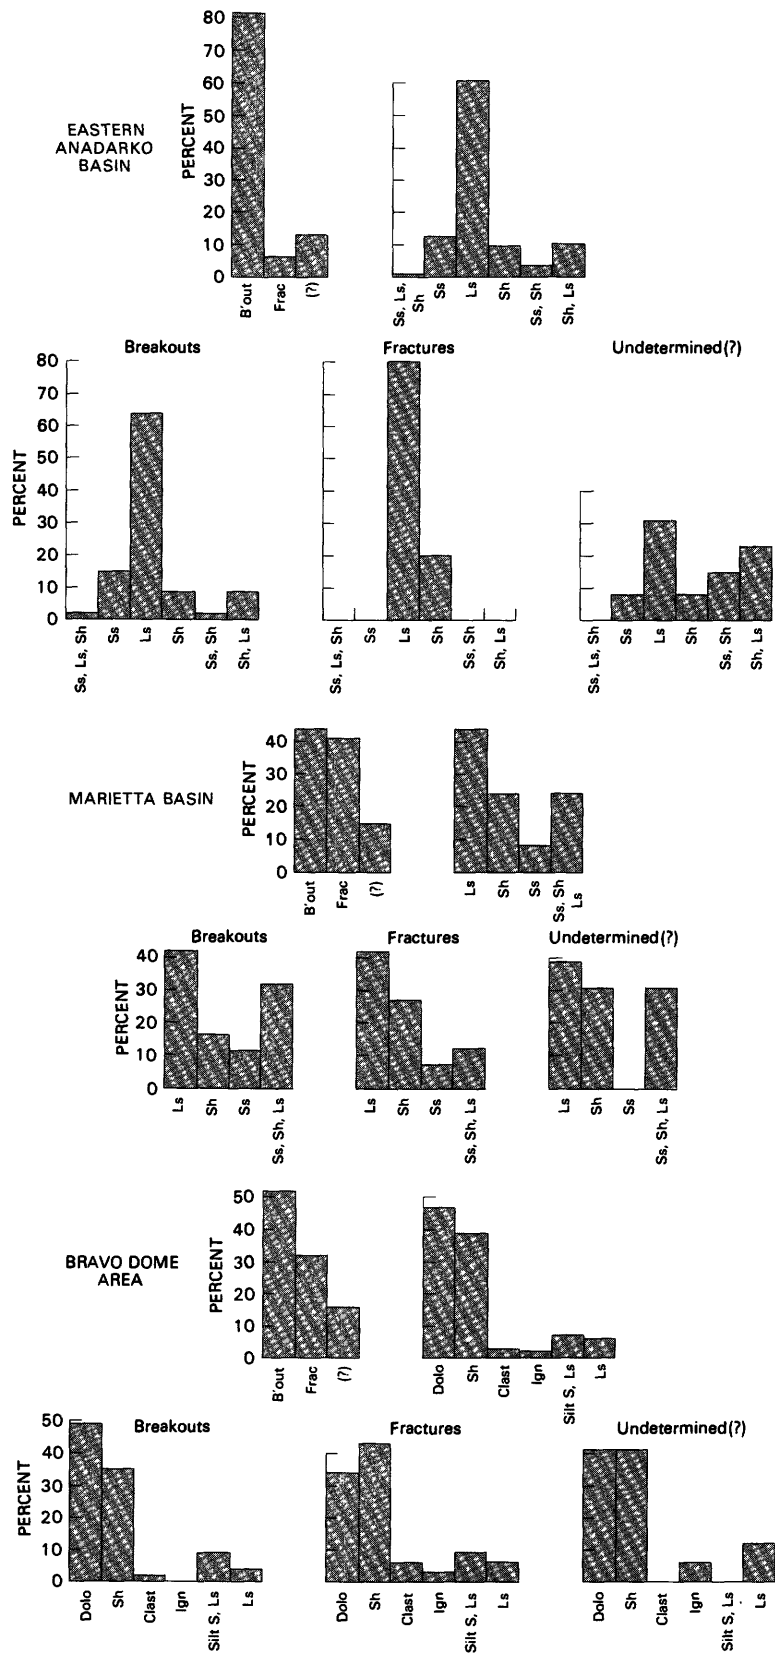 EASTERN
ANADARKO
BASIN
PERCENT
80
70
60
50
40
30
20
10
0
B'out
Frac
(?)
Ss, Ls,
Sh
Ss
Ls
Sh
Ss, Sh
Sh, Ls
Breakouts
Fractures
Undetermined (?)
PERCENT
80
70
60
50
40
30
20
10
0
Ss, Ls, Sh
Ss
Ls
Sh
Ss, Sh
Sh, Ls
Ss, Ls, Sh
Ss
Ls
Sh
Ss, Sh
Sh, Ls
Ss, Ls, Sh
Ss
Ls
Sh
Ss, Sh
Sh, Ls
MARIETTA BASIN
PERCENT
40
30
20
10
0
B'out
Frac
(?)
Ls
Sh
Ss
Ss, Sh
Ls
Breakouts
Fractures
Undetermined (?)
PERCENT
40
30
20
10
0
Ls
Sh
Ss
Ss, Sh, Ls
Ls
Sh
Ss
Ss, Sh, Ls
Ls
Sh
Ss
Ss, Sh, Ls
BRAVO DOME
AREA
PERCENT
50
40
30
20
10
0
B'out
Frac
(?)
Dolo
Sh
Clast
Ign
Silt S, Ls
Ls
Breakouts
Fractures
Undetermined (?)
PERCENT
50
40
30
20
10
0
Dolo
Sh
Clast
Ign
Silt S, Ls
Ls
Dolo
Sh
Clast
Ign
Silt S, Ls
Ls
Dolo
Sh
Clast
Ign
Silt S, Ls
Ls